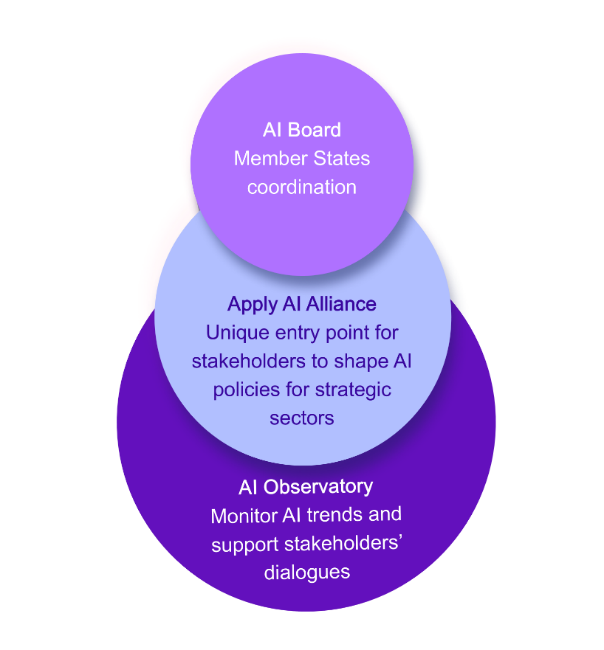 AI Board
Member States
coordination
Apply AI Alliance
Unique entry point for
stakeholders to shape AI
policies for strategic
sectors
AI Observatory
Monitor AI trends and
support stakeholders’
dialogues